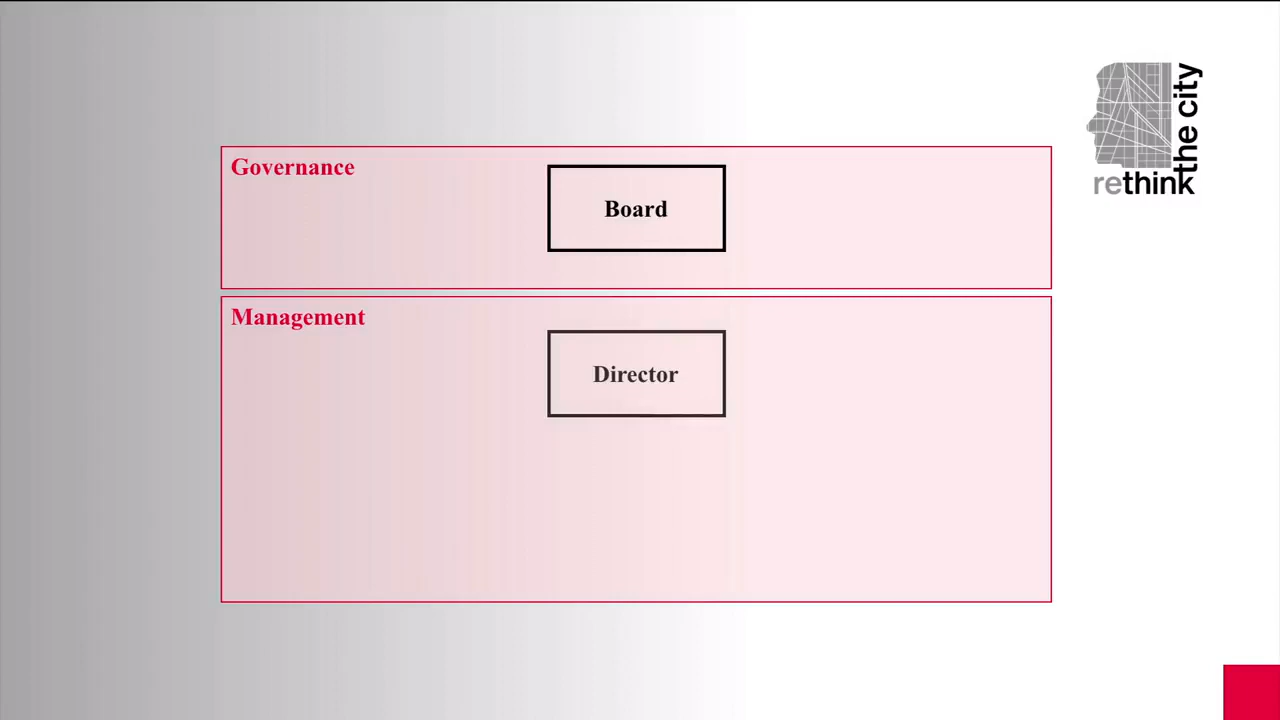 Governance
Board
Management
Director
rethink
the city